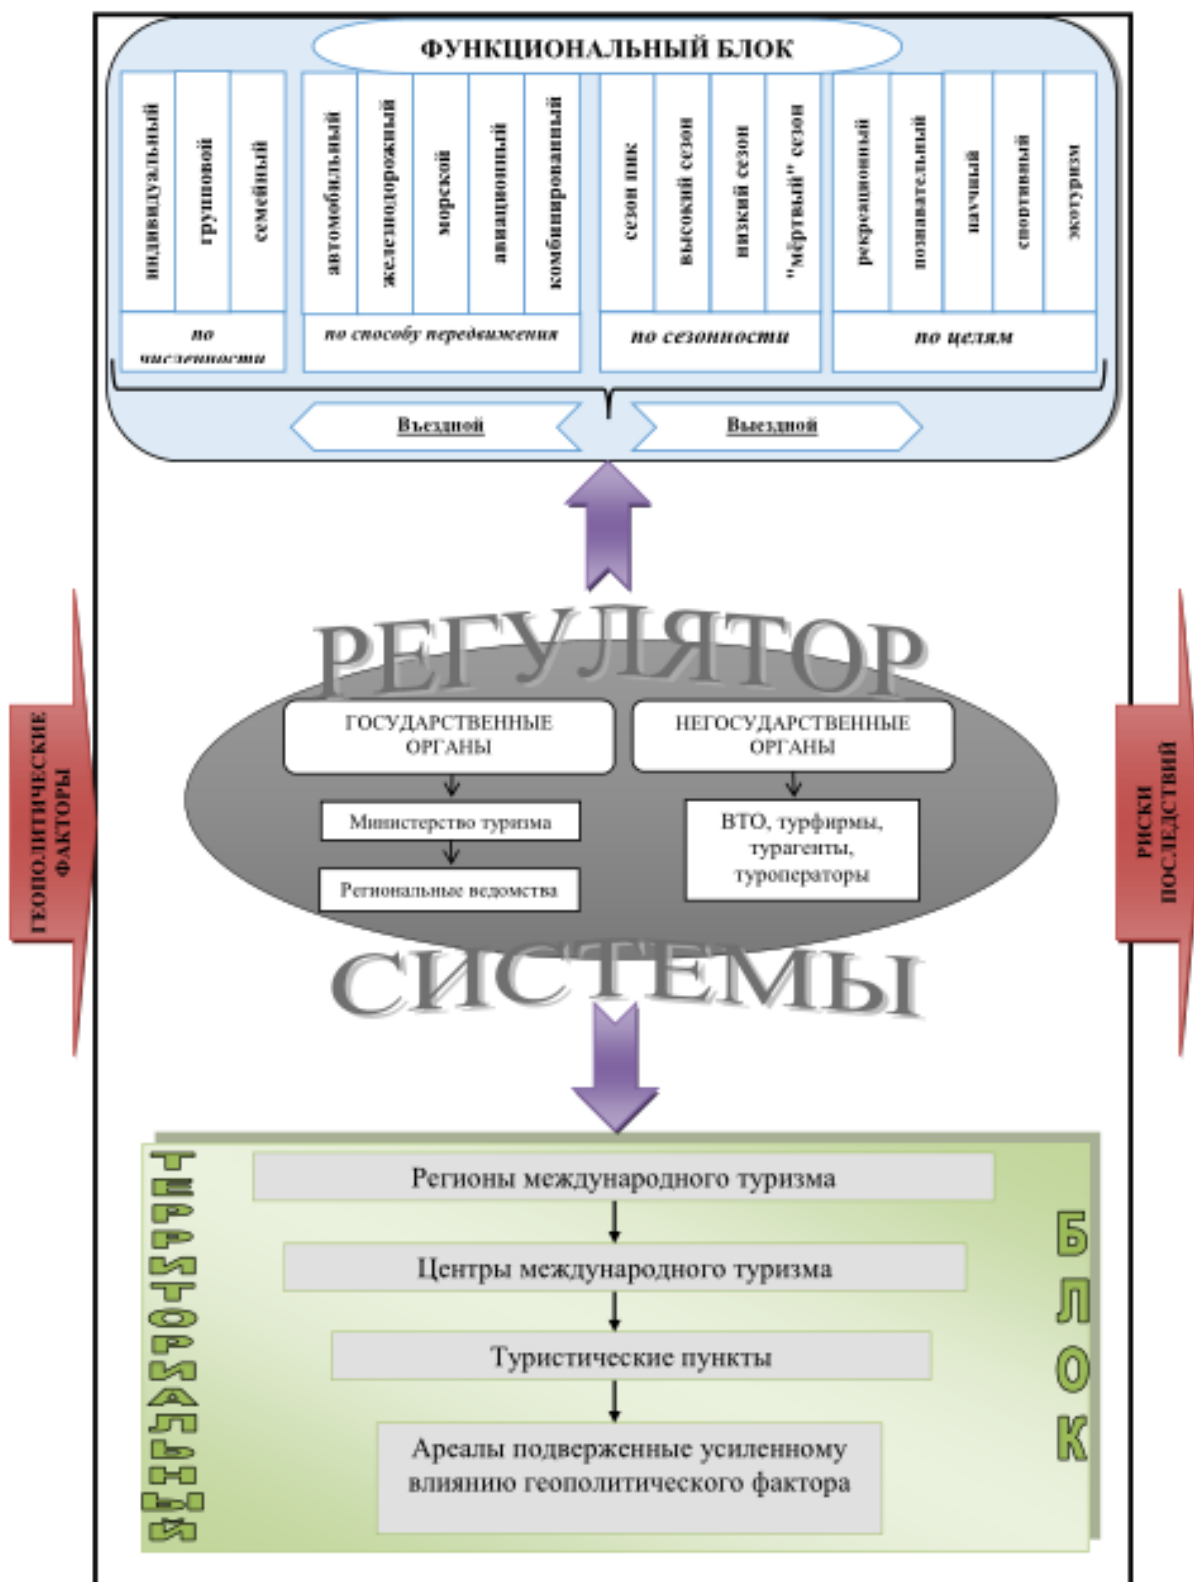 ФУНКЦИОНАЛЬНЫЙ БЛОК
индивидуальный
групповой
семейный
по
численности
автомобильный
железнодорожный
морской
авиационный
комбинированный
по способу передвижения
сезон пик
высокий сезон
низкий сезон
"мёртвый" сезон
по сезонности
рекреационный
познавательный
научный
спортивный
экотуризм
по целям
Въездной
Выездной
ГЕОПОЛИТИЧЕСКИЕ
ФАКТОРЫ
РЕГУЛЯТОР
ГОСУДАРСТВЕННЫЕ
ОРГАНЫ
Министерство туризма
Региональные ведомства
НЕГОСУДАРСТВЕННЫЕ
ОРГАНЫ
ВТО, турфирмы,
турагенты,
туроператоры
СИСТЕМЫ
РИСКИ
ПОСЛЕДСТВИЙ
ТЕРРИТОРИАЛЬНЫЙ
БЛОК
Регионы международного туризма
Центры международного туризма
Туристические пункты
Ареалы подверженные усиленному
влиянию геополитического фактора